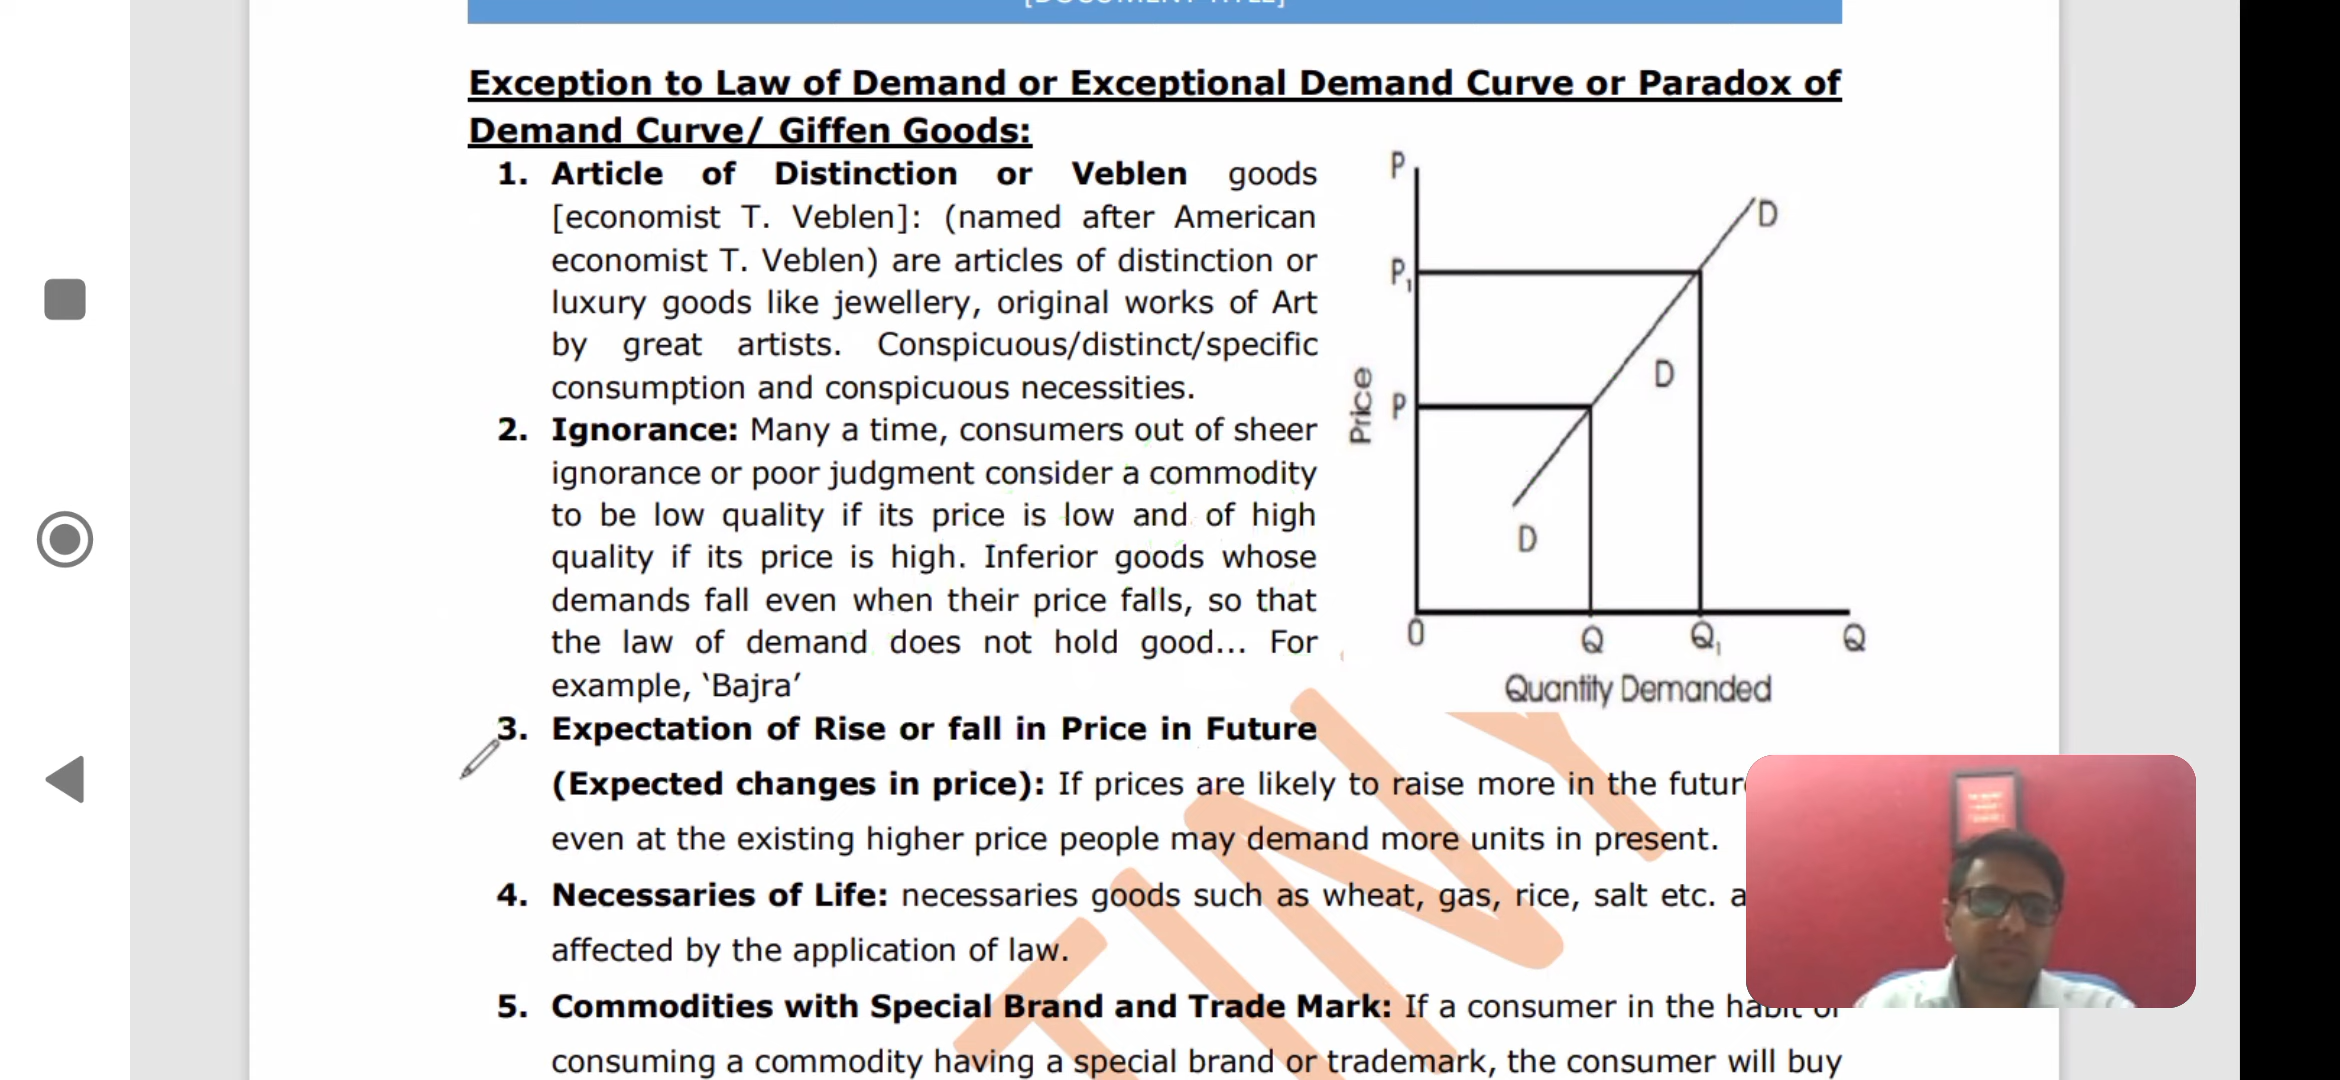 Exception to Law of Demand or Exceptional Demand Curve or Paradox of
Demand Curve/ Giffen Goods:
1. Article of Distinction or Veblen goods
[economist T. Veblen]: (named after American
economist T. Veblen) are articles of distinction or
luxury goods like jewellery, original works of Art
by great artists. Conspicuous/distinct/specific
consumption and conspicuous necessities.
2. Ignorance: Many a time, consumers out of sheer
ignorance or poor judgment consider a commodity
to be low quality if its price is low and of high
quality if its price is high. Inferior goods whose
demands fall even when their price falls, so that
the law of demand does not hold good... For
example, ‘Bajra’
P
D
P1
D
Price
P
D
O
Q
Q1
Q
Quantity Demanded
3. Expectation of Rise or fall in Price in Future
(Expected changes in price): If prices are likely to raise more in the futur
even at the existing higher price people may demand more units in present.
4. Necessaries of Life: necessaries goods such as wheat, gas, rice, salt etc. a
affected by the application of law.
5. Commodities with Special Brand and Trade Mark: If a consumer in the habit of
consuming a commodity having a special brand or trademark, the consumer will buy
TINY